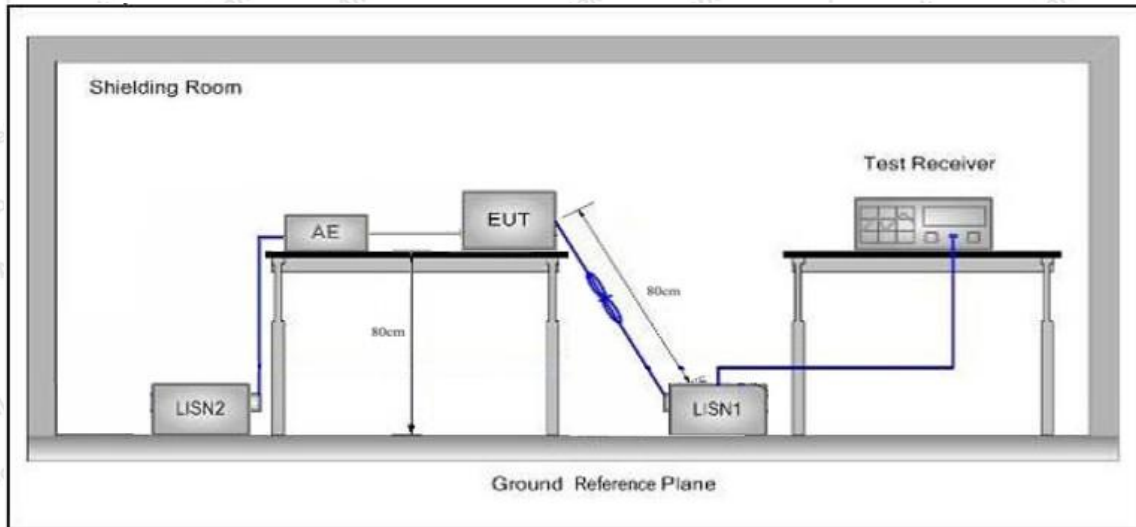 Shielding Room
Test Receiver
AE
EUT
80cm
80cm
LISN2
LISN1
Ground Reference Plane